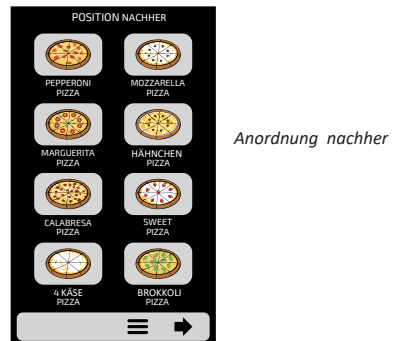 POSITION NACHHER
PEPPERONI
PIZZA
MOZZARELLA
PIZZA
MARGUERITA
PIZZA
HÄHNCHEN
PIZZA
CALABRESA
PIZZA
SWEET
PIZZA
4 KÄSE
PIZZA
BROKKOLI
PIZZA
Anordnung nachher